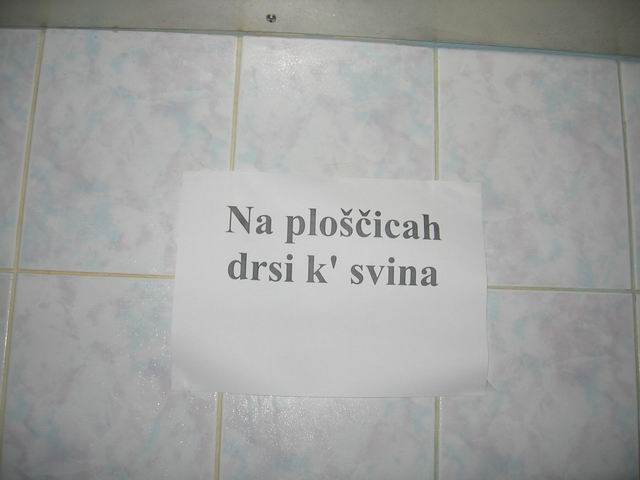 Na ploščicah
drsi k' svina